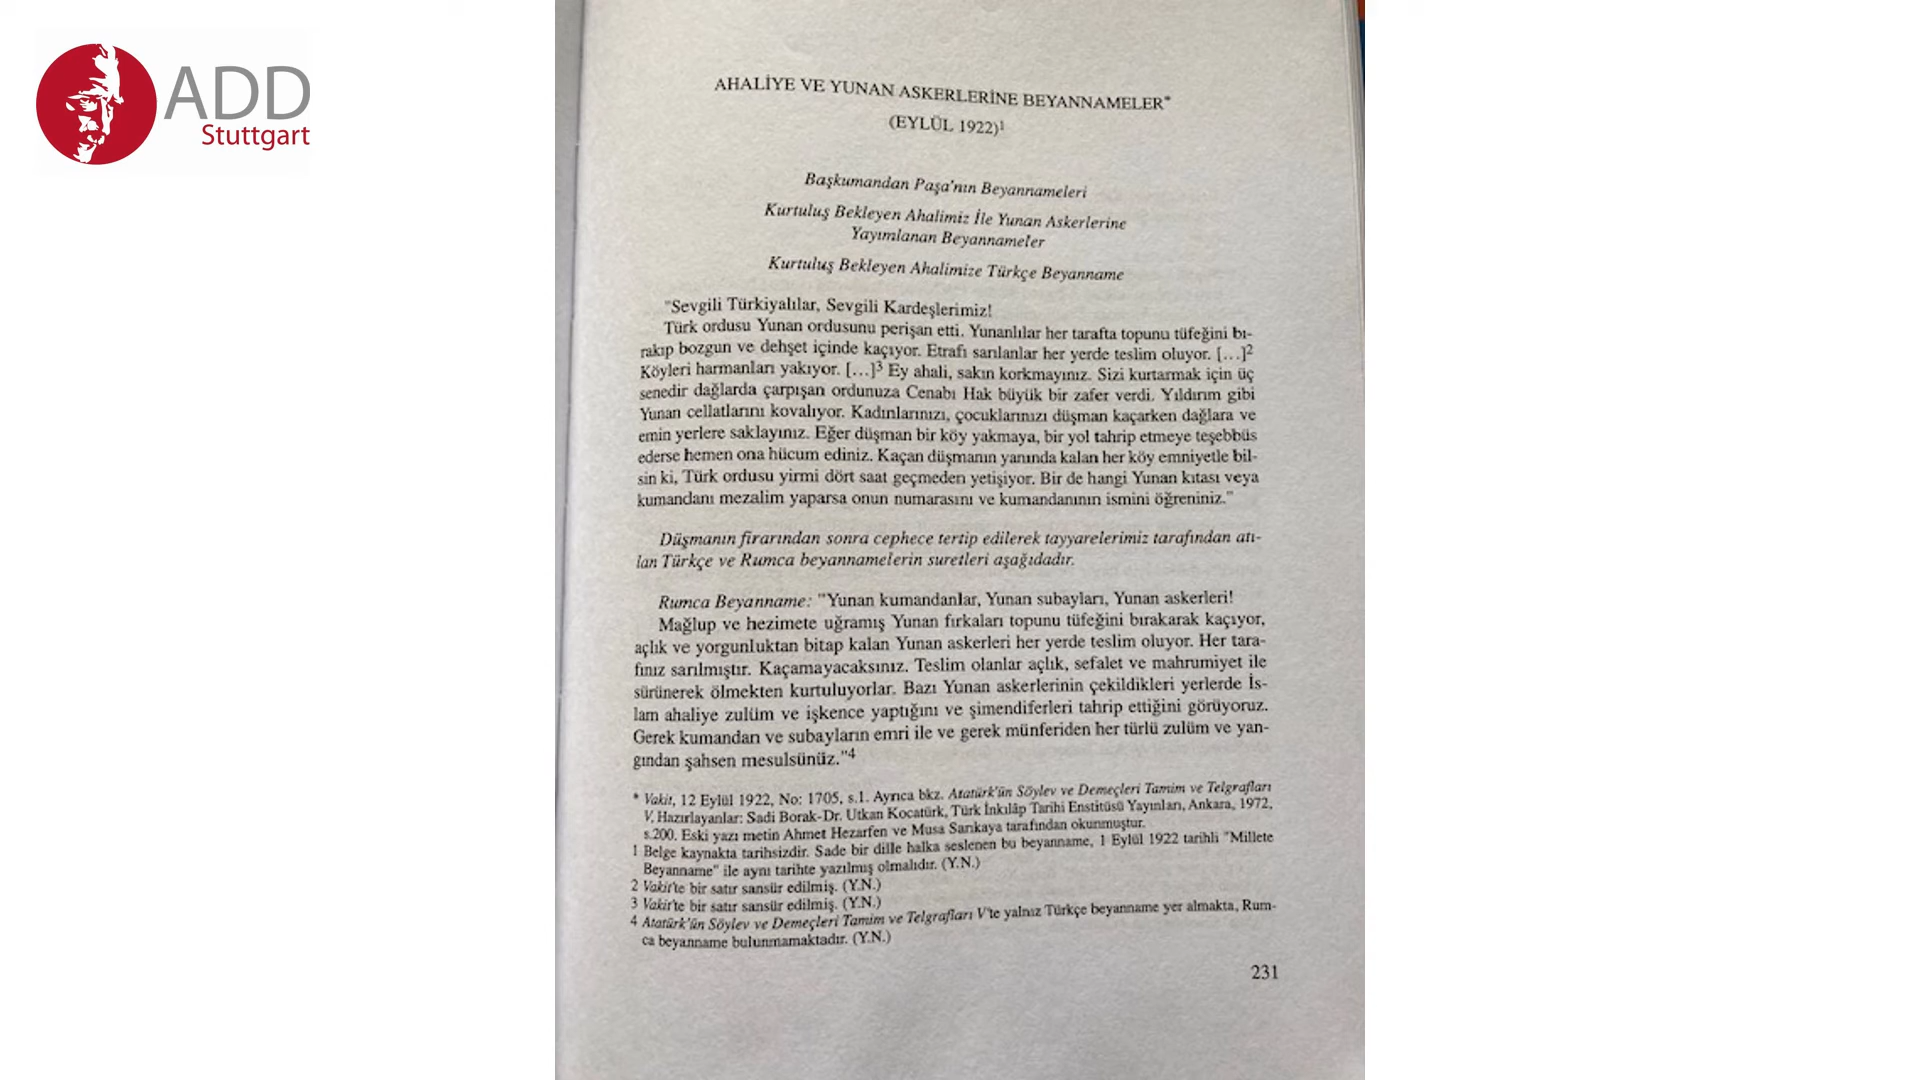 ADD
Stuttgart
AHALİYE VE YUNAN ASKERLERİNE BEYANNAMELER*
(EYLÜL 1922)1
Başkumandan Paşa'nın Beyannameleri
Kurtuluş Bekleyen Ahalimiz İle Yunan Askerlerine
Yayımlanan Beyannameler
Kurtuluş Bekleyen Ahalimize Türkçe Beyanname
"Sevgili Türkiyalılar, Sevgili Kardeşlerimiz!
Türk ordusu Yunan ordusunu perişan etti. Yunanlılar her tarafta topunu tüfeğini bı-
rakıp bozgun ve dehşet içinde kaçıyor. Etrafı sarılanlar her yerde teslim oluyor. [...]2
Köyleri harmanları yakıyor. [...]3 Ey ahali, sakın korkmayınız. Sizi kurtarmak için üç
senedir dağlarda çarpışan ordunuza Cenabı Hak büyük bir zafer verdi. Yıldırım gibi
Yunan cellatlarını kovalıyor. Kadınlarınızı, çocuklarınızı düşman kaçarken dağlara ve
emin yerlere saklayınız. Eğer düşman bir köy yakmaya, bir yol tahrip etmeye teşebbüs
ederse hemen ona hücum ediniz. Kaçan düşmanın yanında kalan her köy emniyetle bil-
sin ki, Türk ordusu yirmi dört saat geçmeden yetişiyor. Bir de hangi Yunan kıtası veya
kumandanı mezalim yaparsa onun numarasını ve kumandanının ismini öğreniniz."
Düşmanın firarından sonra cephece tertip edilerek tayyarelerimiz tarafından atı-
lan Türkçe ve Rumca beyannamelerin suretleri aşağıdadır.
Rumca Beyanname: "Yunan kumandanlar, Yunan subayları, Yunan askerleri!
Mağlup ve hezimete uğramış Yunan fırkaları topunu tüfeğini bırakarak kaçıyor,
açlık ve yorgunluktan bitap kalan Yunan askerleri her yerde teslim oluyor. Her tara-
fınız sarılmıştır. Kaçamayacaksınız. Teslim olanlar açlık, sefalet ve mahrumiyet ile
sürünerek ölmekten kurtuluyorlar. Bazı Yunan askerlerinin çekildikleri yerlerde İs-
lam ahaliye zulüm ve işkence yaptığını ve şimendiferleri tahrip ettiğini görüyoruz.
Gerek kumandan ve subayların emri ile ve gerek münferiden her türlü zulüm ve yan-
gından şahsen mesulsünüz."4
* Vakit, 12 Eylül 1922, No: 1705, s.1. Ayrıca bkz. Atatürk'ün Söylev ve Demeçleri Tamim ve Telgrafları
V, Hazırlayanlar: Sadi Borak-Dr. Utkan Kocatürk, Türk İnkılâp Tarihi Enstitüsü Yayınları, Ankara, 1972,
s.200. Eski yazı metin Ahmet Hezarfen ve Musa Sarıkaya tarafından okunmuştur.
1 Belge kaynakta tarihsizdir. Sade bir dille halka seslenen bu beyanname, 1 Eylül 1922 tarihli "Millete
Beyanname" ile aynı tarihte yazılmış olmalıdır. (Y.N.)
2 Vakit'te bir satır sansür edilmiş. (Y.N.)
3 Vakit'te bir satır sansür edilmiş. (Y.N.)
4 Atatürk'ün Söylev ve Demeçleri Tamim ve Telgrafları V'te yalnız Türkçe beyanname yer almakta, Rum-
ca beyanname bulunmamaktadır. (Y.N.)
231